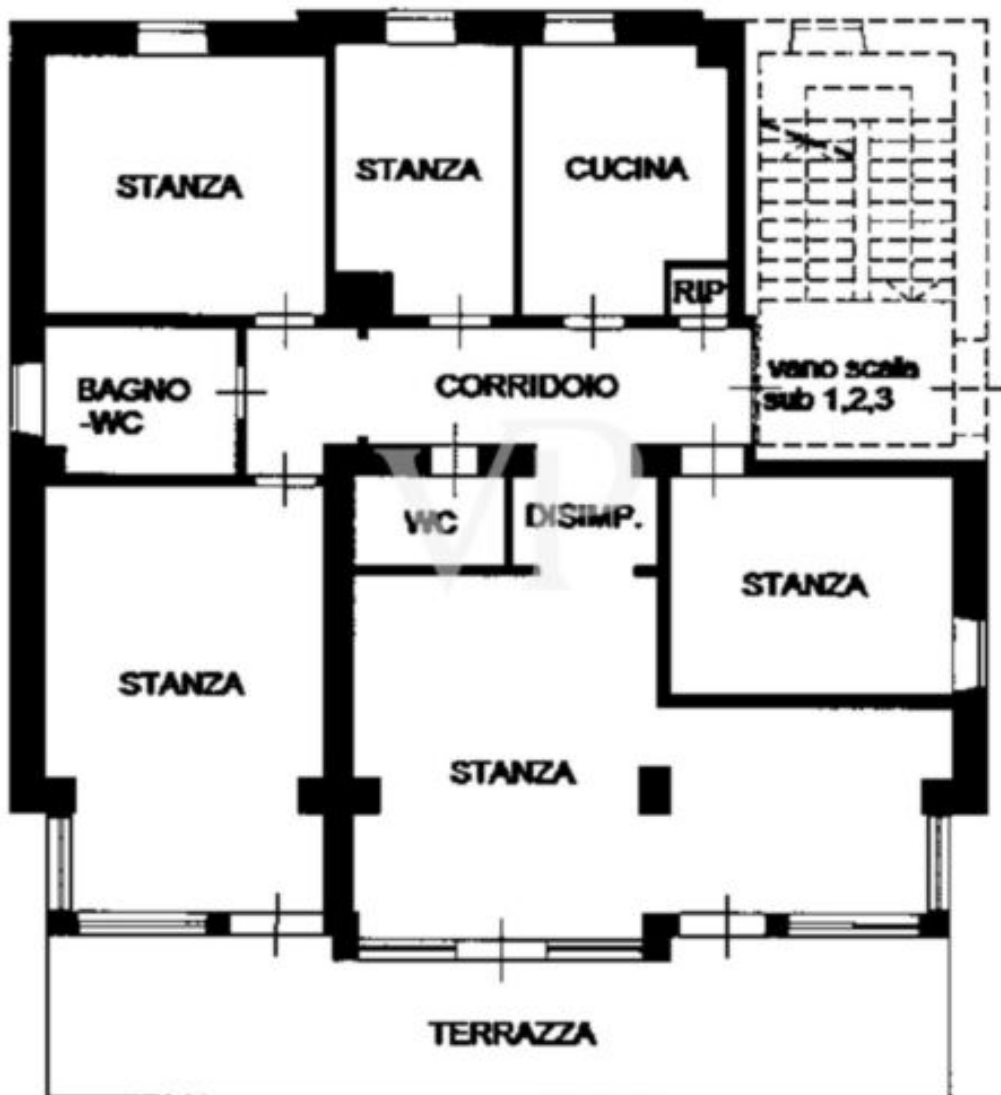 STANZA
STANZA
CUCINA
RIP
BAGNO
-WC
CORRIDOIO
vano scala
sub 1,2,3
WC
DISIMP.
STANZA
STANZA
STANZA
TERRAZZA
VP